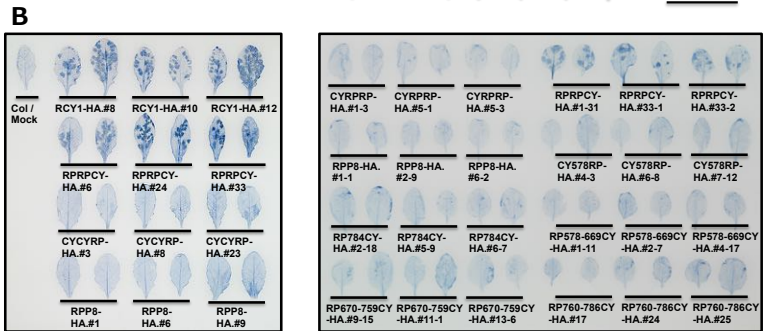 B
Col / Mock
RCY1-HA.#8 RCY1-HA.#10 RCY1-HA.#12
RPRPCY-HA.#6 RPRPCY-HA.#24 RPRPCY-HA.#33
CYCYRP-HA.#3 CYCYRP-HA.#8 CYCYRP-HA.#23
RPP8-HA.#1 RPP8-HA.#6 RPP8-HA.#9
CYRPRP-HA.#1-3 CYRPRP-HA.#5-1 CYRPRP-HA.#5-3 RPRPCY-HA.#1-31 RPRPCY-HA.#33-1 RPRPCY-HA.#33-2
RPP8-HA.#1-1 RPP8-HA.#2-9 RPP8-HA.#6-2 CY578RP-HA.#4-3 CY578RP-HA.#6-8 CY578RP-HA.#7-12
RP784CY-HA.#2-18 RP784CY-HA.#5-9 RP784CY-HA.#6-7 RP578-669CY-HA.#1-11 RP578-669CY-HA.#2-7 RP578-669CY-HA.#4-17
RP670-759CY-HA.#9-15 RP670-759CY-HA.#11-1 RP670-759CY-HA.#13-6 RP760-786CY-HA.#17 RP760-786CY-HA.#24 RP760-786CY-HA.#25